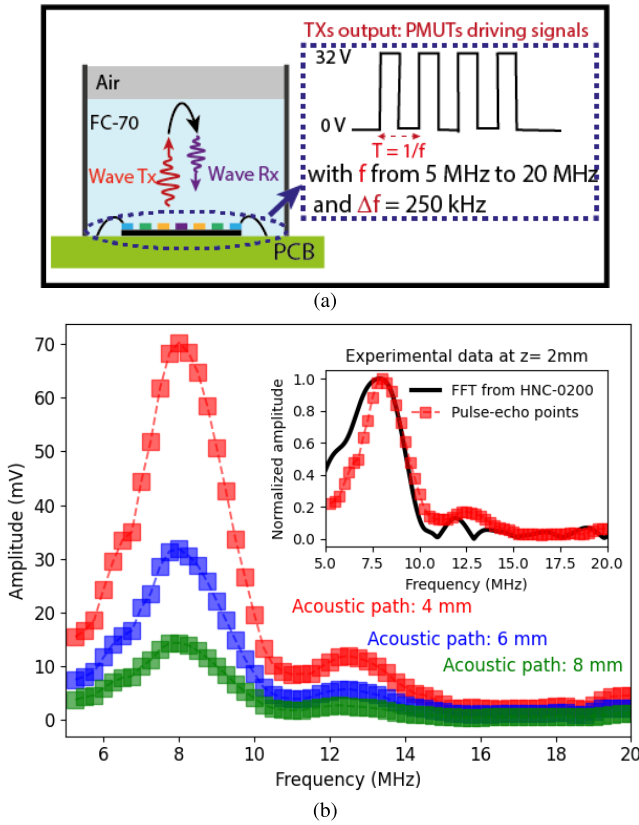 TXs output: PMUTs driving signals
32 V
0 V
T = 1/f
with f from 5 MHz to 20 MHz
and Δf = 250 kHz
Air
FC-70
Wave Tx
Wave Rx
PCB
(a)
Experimental data at z= 2mm
FFT from HNC-0200
Pulse-echo points
Normalized amplitude
1.0
0.8
0.6
0.4
0.2
0.0
5.0 7.5 10.0 12.5 15.0 17.5 20.0
Frequency (MHz)
Acoustic path: 4 mm
Acoustic path: 6 mm
Acoustic path: 8 mm
Amplitude (mV)
70
60
50
40
30
20
10
0
6 8 10 12 14 16 18 20
Frequency (MHz)
(b)